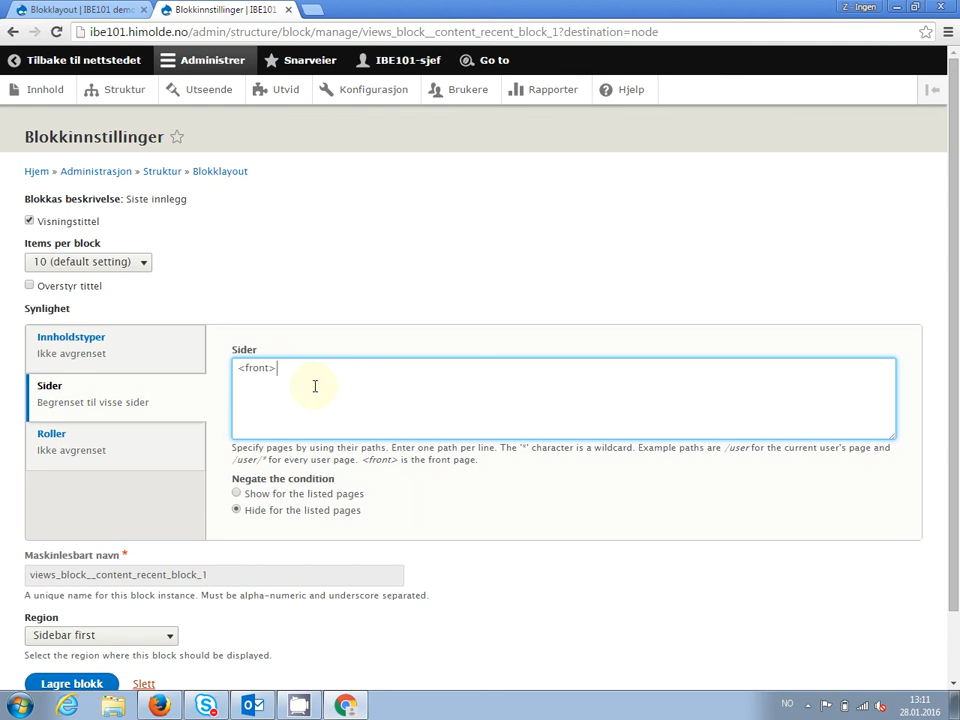 Blokklayout | IBE101 demo
Blokkinnstillinger | IBE101
Z - Ingen
ibe101.himolde.no/admin/structure/block/manage/views_block__content_recent_block_1?destination=node
Tilbake til nettstedet
Administrer
Snarveier
IBE101-sjef
Go to
Innhold
Struktur
Utseende
Utvid
Konfigurasjon
Brukere
Rapporter
Hjelp
Blokkinnstillinger
Hjem » Administrasjon » Struktur » Blokklayout
Blokkas beskrivelse: Siste innlegg
Visningstittel
Items per block
10 (default setting)
Overstyr tittel
Synlighet
Innholdstyper
Ikke avgrenset
Sider
Begrenset til visse sider
Roller
Ikke avgrenset
Sider
<front>
Specify pages by using their paths. Enter one path per line. The '*' character is a wildcard. Example paths are /user for the current user's page and
/user/* for every user page. <front> is the front page.
Negate the condition
Show for the listed pages
Hide for the listed pages
Maskinlesbart navn *
views_block__content_recent_block_1
A unique name for this block instance. Must be alpha-numeric and underscore separated.
Region
Sidebar first
Select the region where this block should be displayed.
Lagre blokk
Slett
NO
13:11
28.01.2016